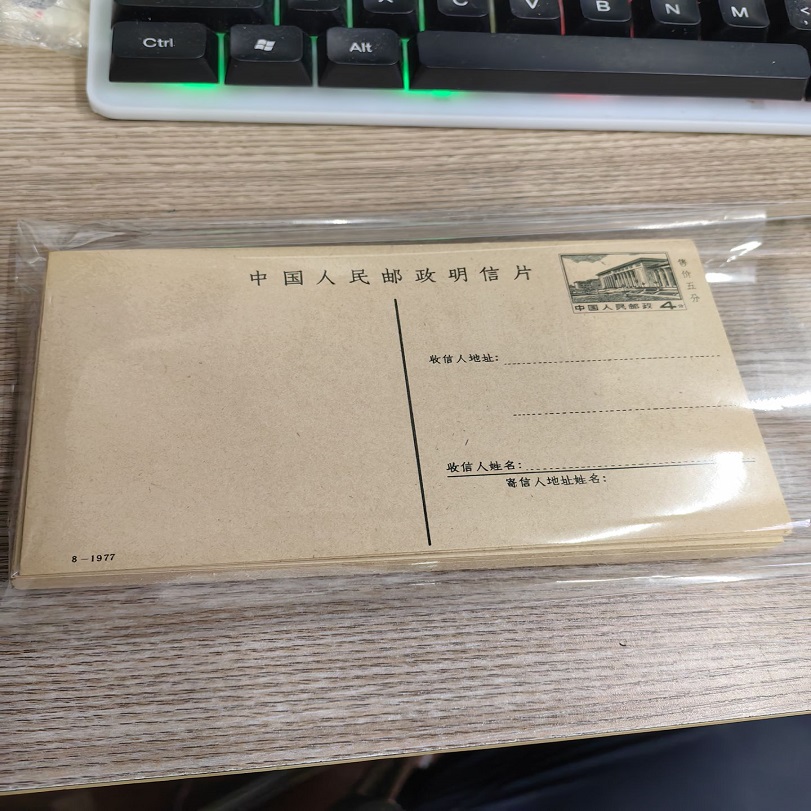 C V B N M <
Ctrl Alt
中国人民邮政明信片
中国人民邮政 4分
售价五分
收信人地址:
收信人姓名:
寄信人地址姓名:
8-1977